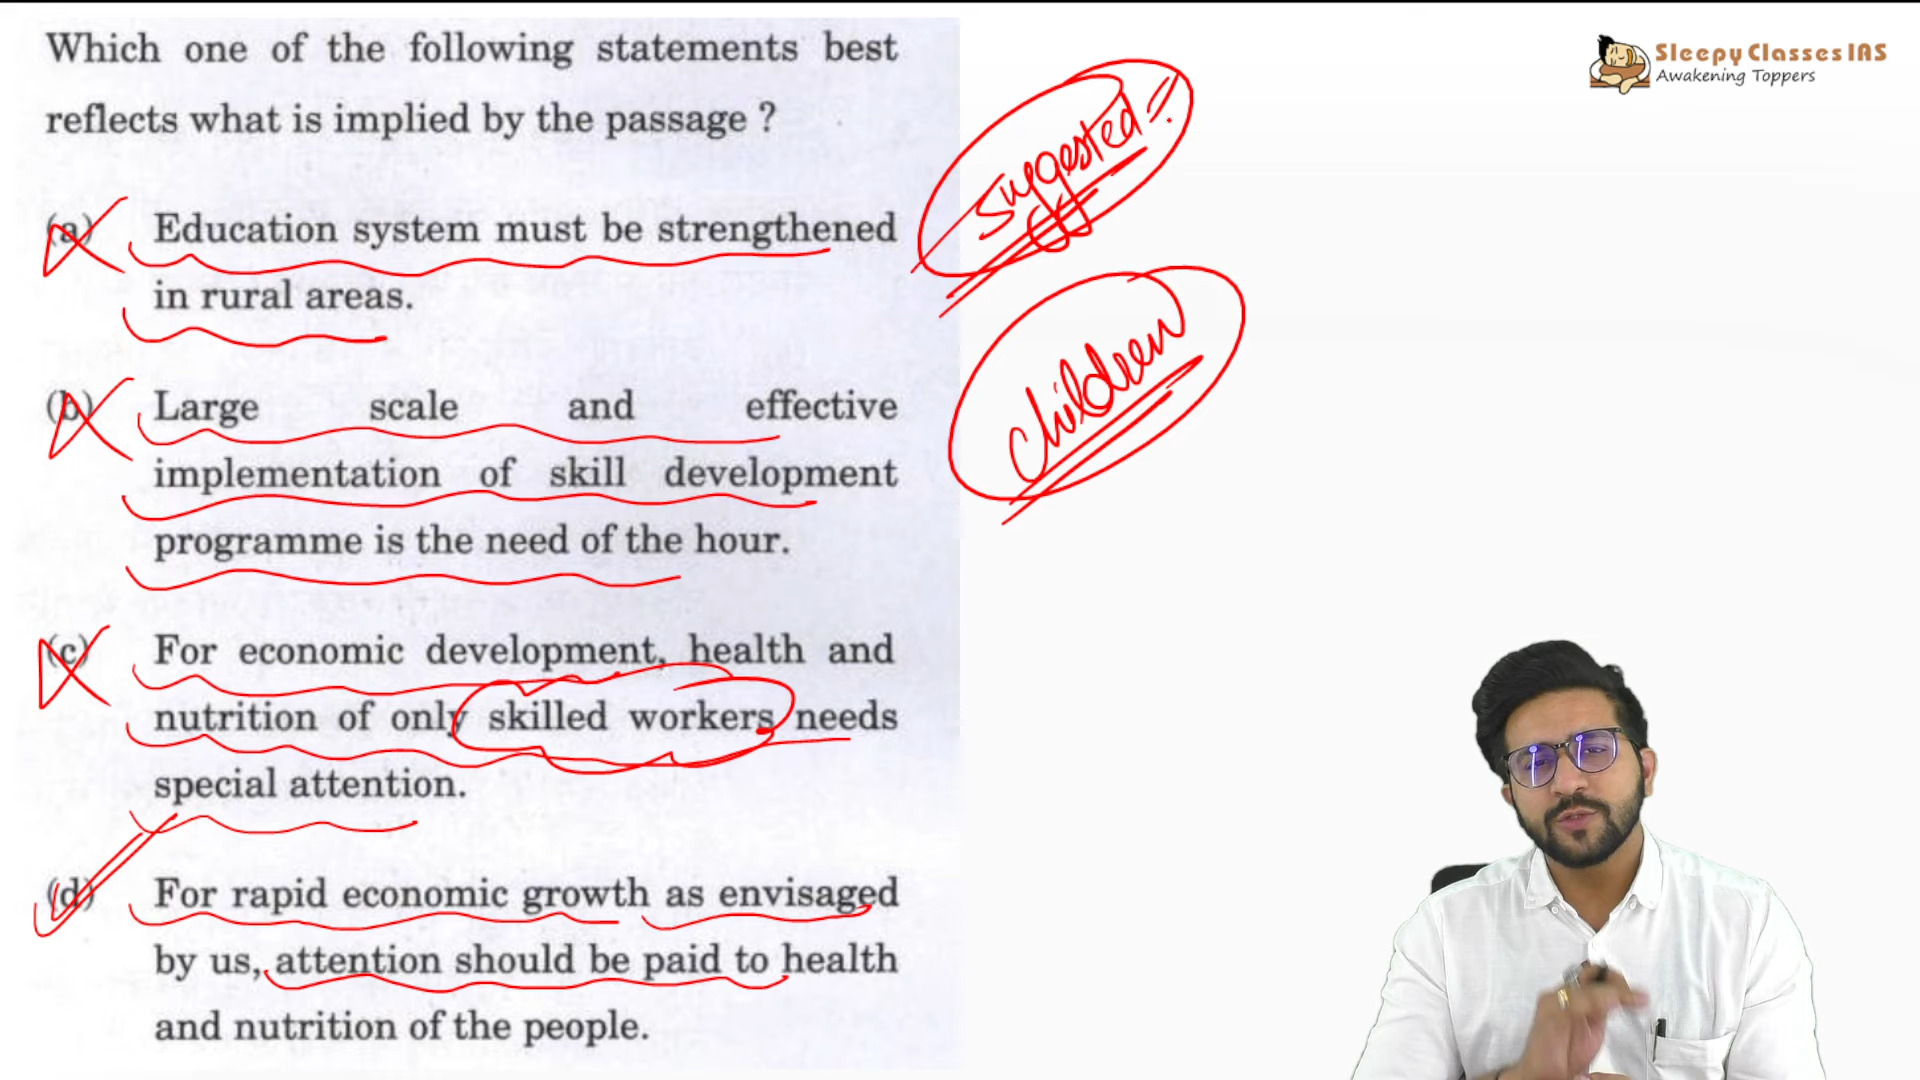 Which one of the following statements best
reflects what is implied by the passage ?
(a) Education system must be strengthened
in rural areas.
(b) Large scale and effective
implementation of skill development
programme is the need of the hour.
(c) For economic development, health and
nutrition of only skilled workers needs
special attention.
(d) For rapid economic growth as envisaged
by us, attention should be paid to health
and nutrition of the people.
suggested
children
Sleepy Classes IAS
Awakening Toppers